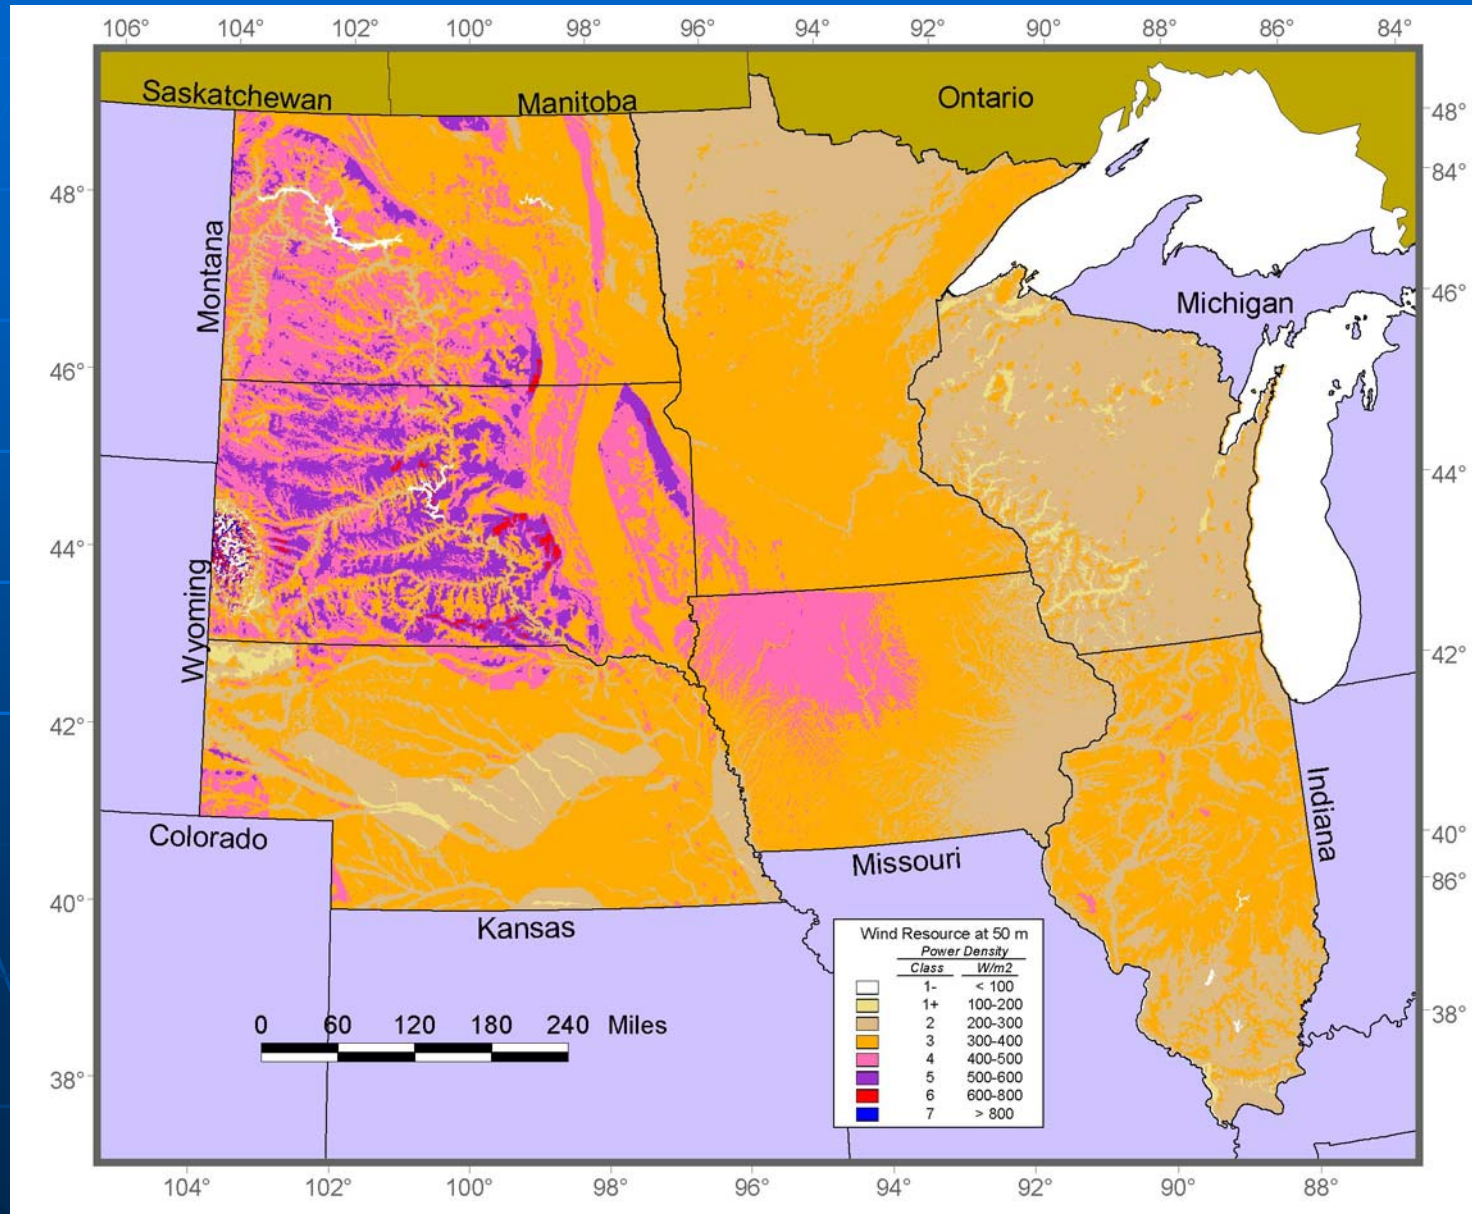 106° 104° 102° 100° 98° 96° 94° 92° 90° 88° 86° 84°
Saskatchewan
Manitoba
Ontario
48°
84°
48°
Montana
46°
Michigan
46°
44°
44°
Wyoming
42°
42°
Colorado
Missouri
Indiana
40°
86°
40°
Kansas
Wind Resource at 50 m
Power Density
Class W/m2
1- < 100
1+ 100-200
2 200-300
3 300-400
4 400-500
5 500-600
6 600-800
7 > 800
0 60 120 180 240 Miles
38°
38°
104° 102° 100° 98° 96° 94° 92° 90° 88°